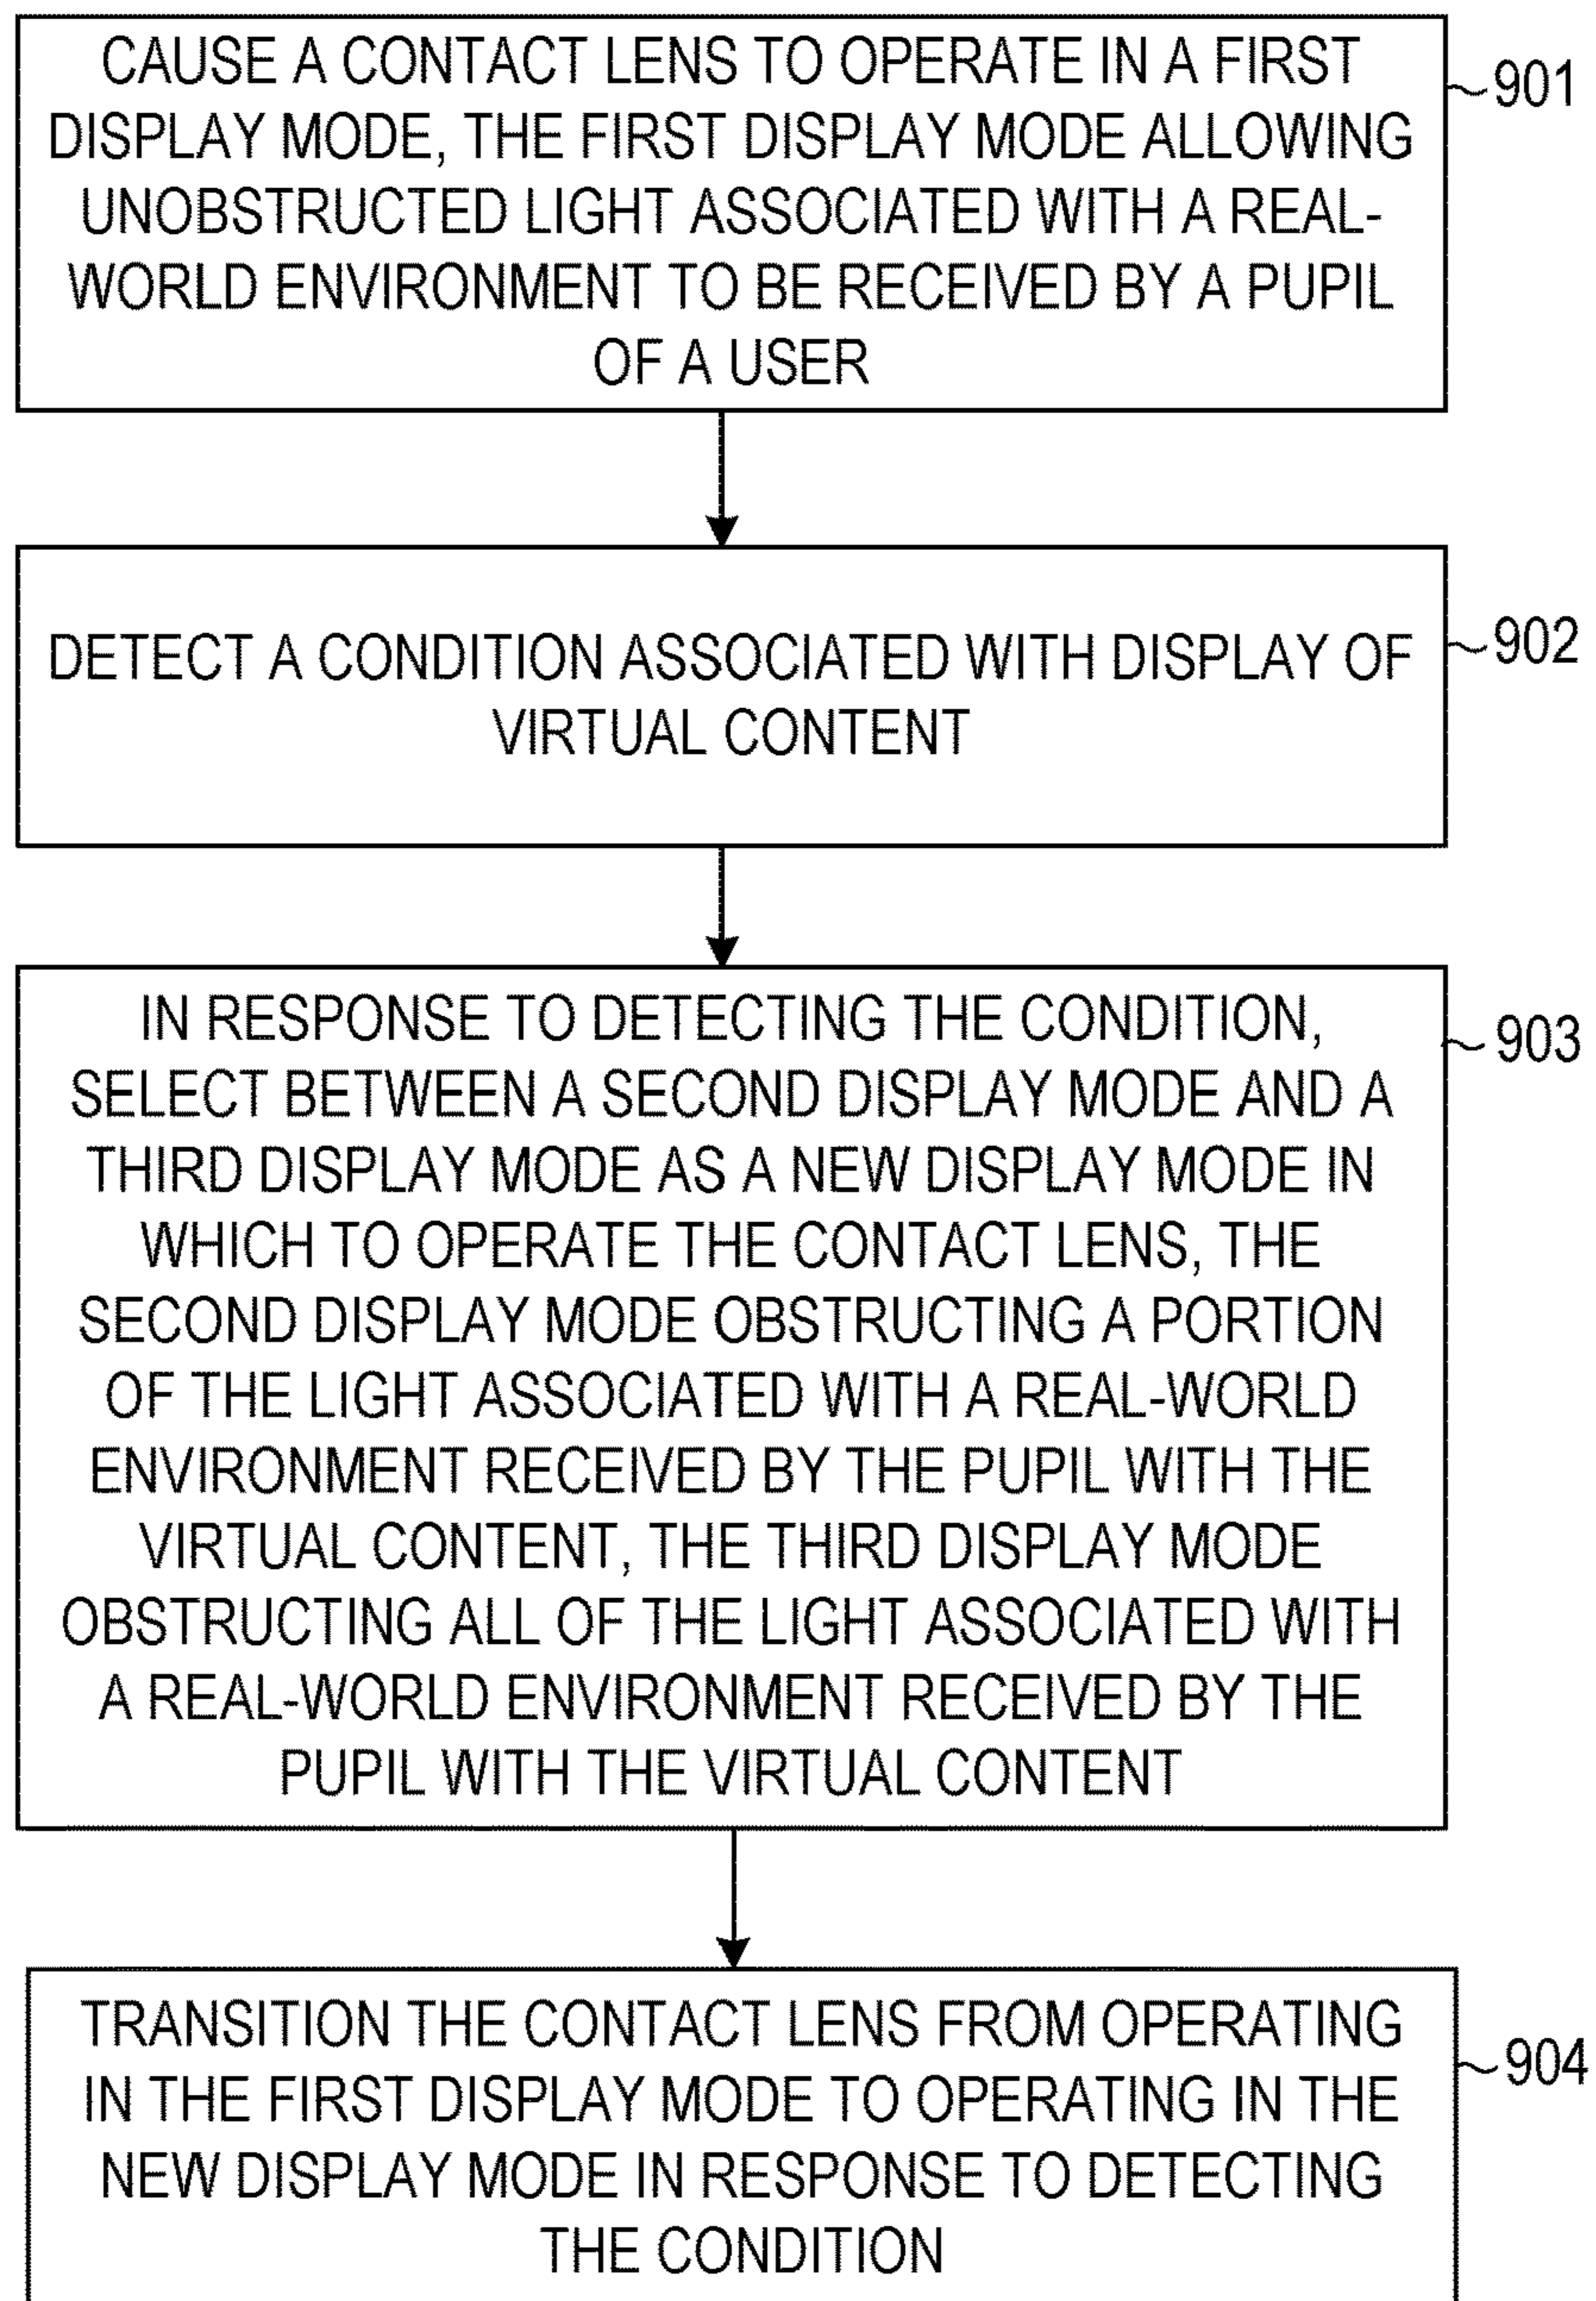 CAUSE A CONTACT LENS TO OPERATE IN A FIRST
DISPLAY MODE, THE FIRST DISPLAY MODE ALLOWING
UNOBSTRUCTED LIGHT ASSOCIATED WITH A REAL-
WORLD ENVIRONMENT TO BE RECEIVED BY A PUPIL
OF A USER
901
DETECT A CONDITION ASSOCIATED WITH DISPLAY OF
VIRTUAL CONTENT
902
IN RESPONSE TO DETECTING THE CONDITION,
SELECT BETWEEN A SECOND DISPLAY MODE AND A
THIRD DISPLAY MODE AS A NEW DISPLAY MODE IN
WHICH TO OPERATE THE CONTACT LENS, THE
SECOND DISPLAY MODE OBSTRUCTING A PORTION
OF THE LIGHT ASSOCIATED WITH A REAL-WORLD
ENVIRONMENT RECEIVED BY THE PUPIL WITH THE
VIRTUAL CONTENT, THE THIRD DISPLAY MODE
OBSTRUCTING ALL OF THE LIGHT ASSOCIATED WITH
A REAL-WORLD ENVIRONMENT RECEIVED BY THE
PUPIL WITH THE VIRTUAL CONTENT
903
TRANSITION THE CONTACT LENS FROM OPERATING
IN THE FIRST DISPLAY MODE TO OPERATING IN THE
NEW DISPLAY MODE IN RESPONSE TO DETECTING
THE CONDITION
904